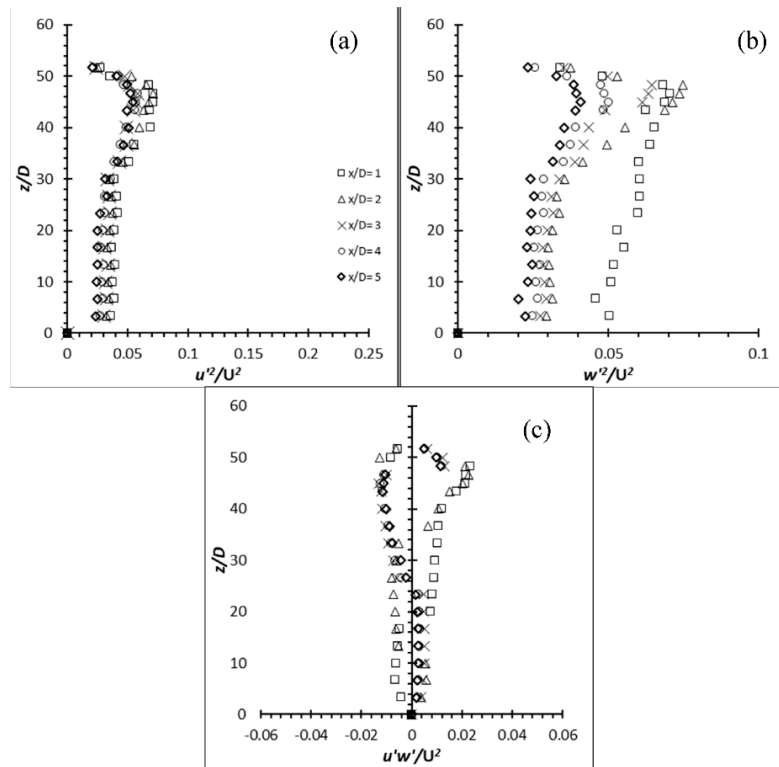 (a)
60
50
40
30
20
10
0
z/D
0
0.05
0.1
0.15
0.2
0.25
u'²/U²
x/D= 1
x/D= 2
x/D= 3
x/D= 4
x/D= 5
(b)
60
50
40
30
20
10
0
z/D
0
0.05
0.1
w'²/U²
(c)
60
50
40
30
20
10
0
z/D
-0.06
-0.04
-0.02
0
0.02
0.04
0.06
u'w'/U²